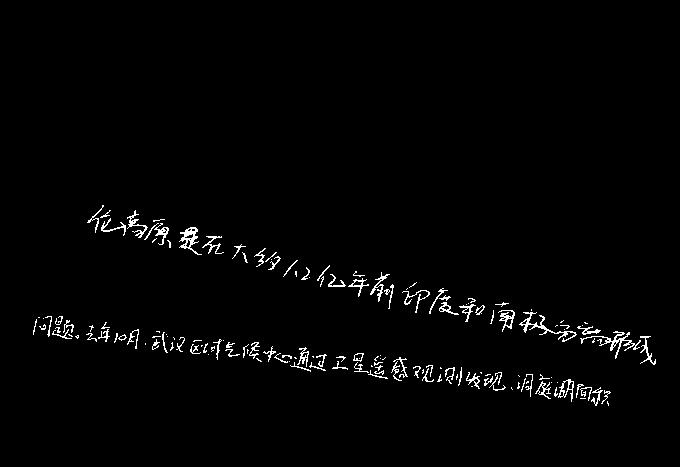 位高原是在大约1.2亿年前印度和南极分离形成
问题。去年10月,武汉区域气候中心通过卫星遥感观测发现,洞庭湖面积